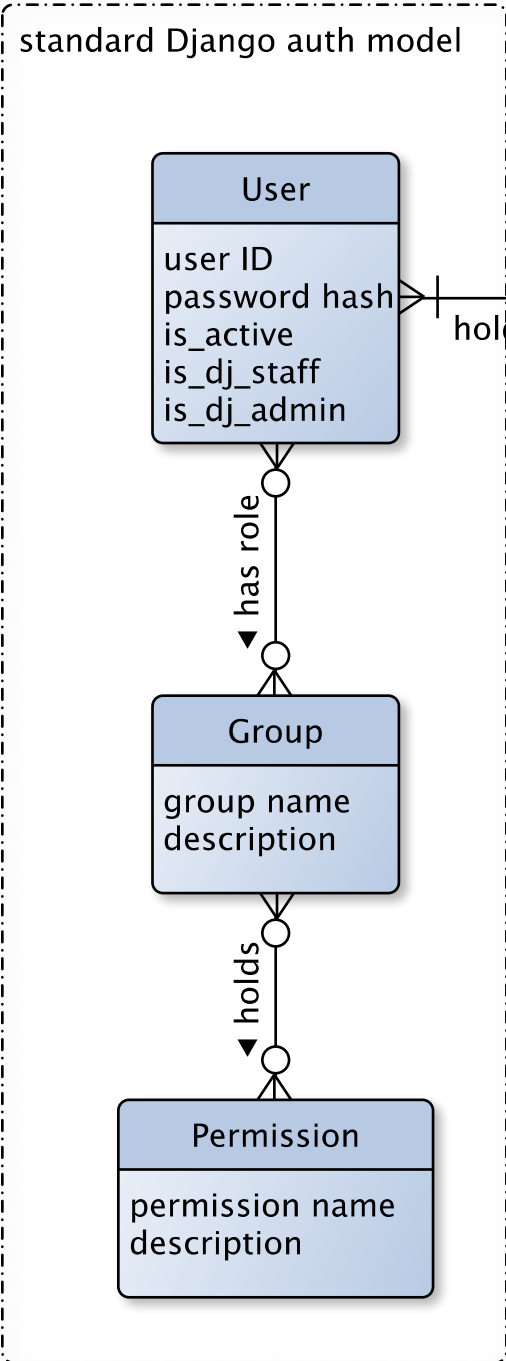 standard Django auth model
User
user ID
password hash
is_active
is_dj_staff
is_dj_admin
has role
Group
group name
description
holds
Permission
permission name
description